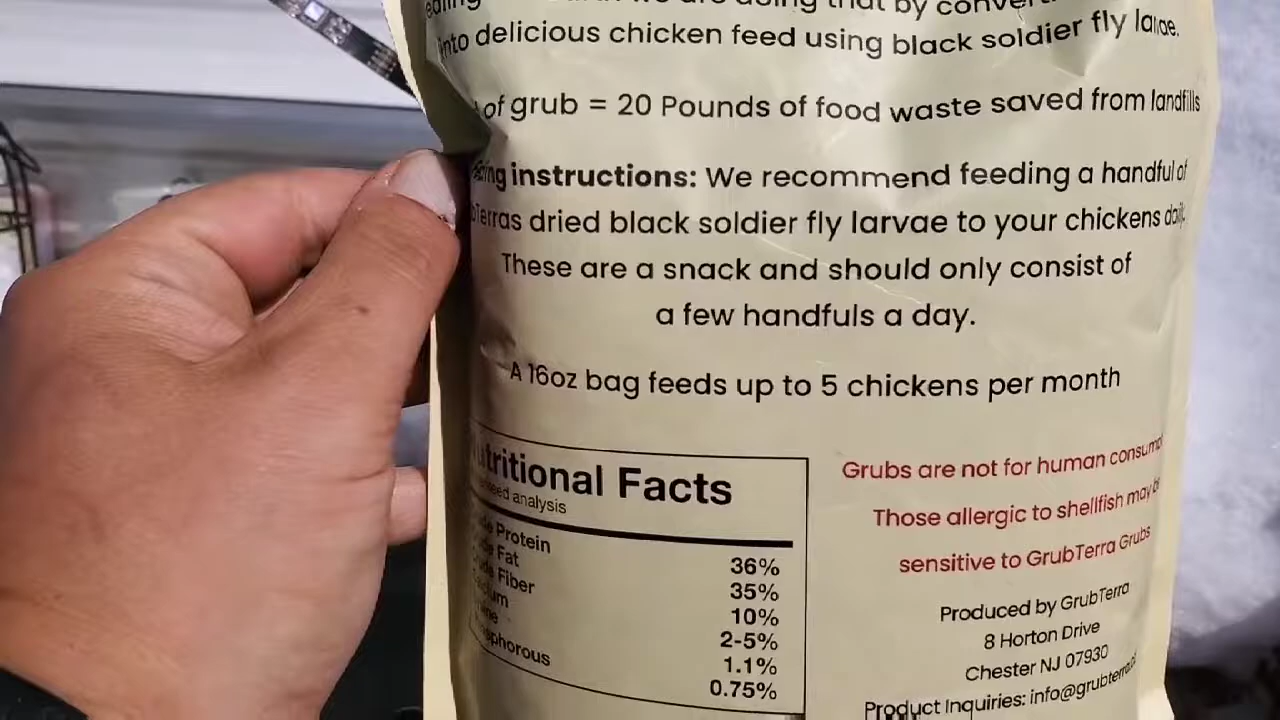 into delicious chicken feed using black soldier fly larvae.
of grub = 20 Pounds of food waste saved from landfills
instructions: We recommend feeding a handful of
Terras dried black soldier fly larvae to your chickens
These are a snack and should only consist of
a few handfuls a day.
A 16oz bag feeds up to 5 chickens per month
Nutritional Facts
analysis
Protein 36%
Fat 35%
Fiber 10%
2-5%
1.1%
0.75%
Grubs are not for human
Those allergic to shellfish may
sensitive to GrubTerra Grubs
Produced by GrubTerra
8 Horton Drive
Chester NJ 07930
Product Inquiries: info@grubterra